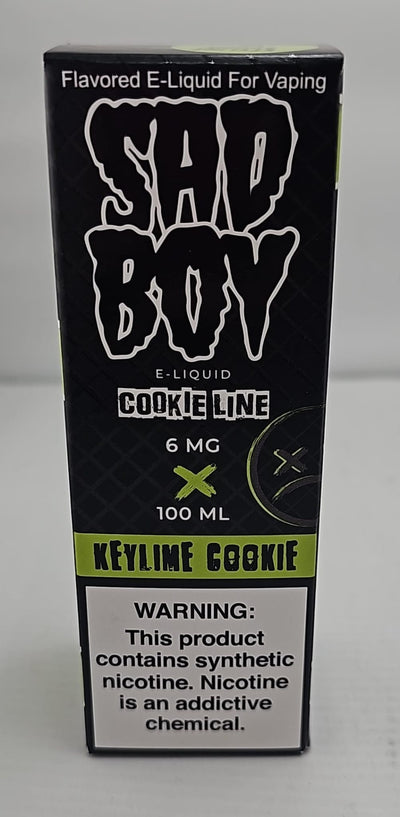 Flavored E-Liquid For Vaping
SAD
BOY
E-LIQUID
COOKIE LINE
6 MG
X
100 ML
KEYLIME COOKIE
WARNING:
This product
contains synthetic
nicotine. Nicotine
is an addictive
chemical.